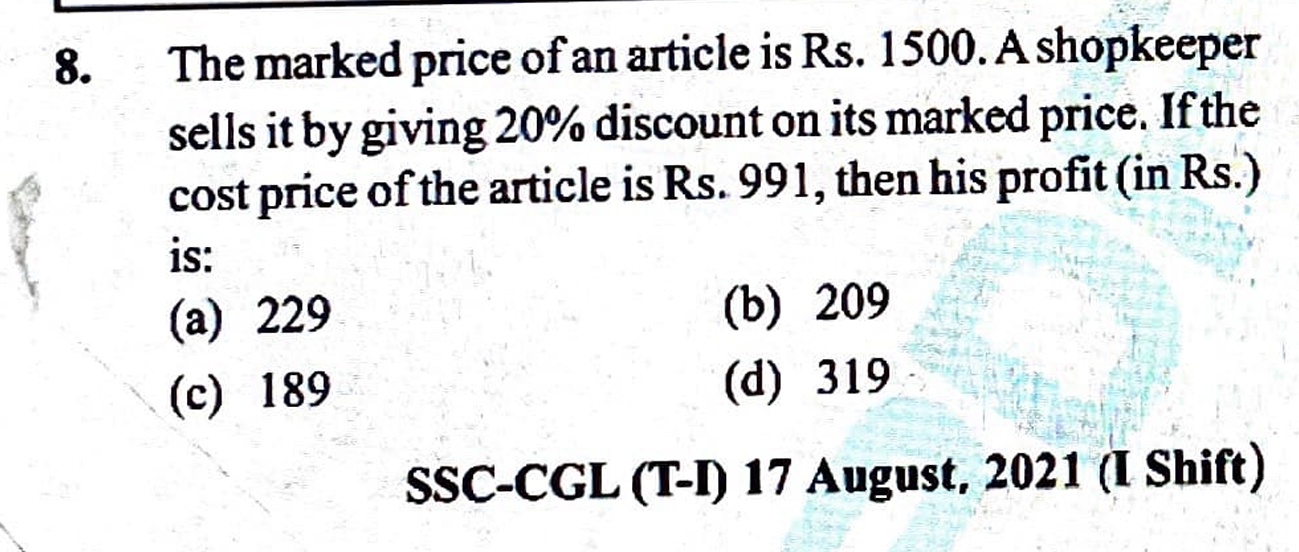 8. The marked price of an article is Rs. 1500. A shopkeeper
sells it by giving 20% discount on its marked price. If the
cost price of the article is Rs. 991, then his profit (in Rs.)
is:
(a) 229 (b) 209
(c) 189 (d) 319
SSC-CGL (T-I) 17 August, 2021 (I Shift)